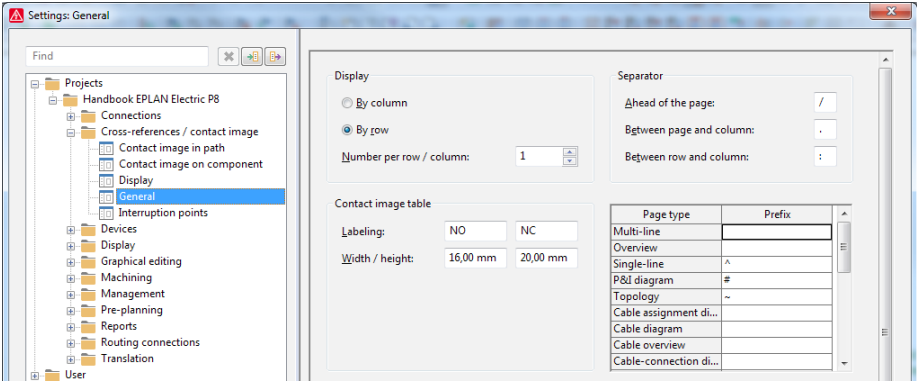 Settings: General
Find
Projects
Handbook EPLAN Electric P8
Connections
Cross-references / contact image
Contact image in path
Contact image on component
Display
General
Interruption points
Devices
Display
Graphical editing
Machining
Management
Pre-planning
Reports
Routing connections
Translation
User
Display
By column
By row
Number per row / column: 1
Contact image table
Labeling: NO NC
Width / height: 16,00 mm 20,00 mm
Separator
Ahead of the page: /
Between page and column: .
Between row and column: :
Page type Prefix
Multi-line
Overview
Single-line ^
P&I diagram #
Topology ~
Cable assignment di...
Cable diagram
Cable overview
Cable-connection di...